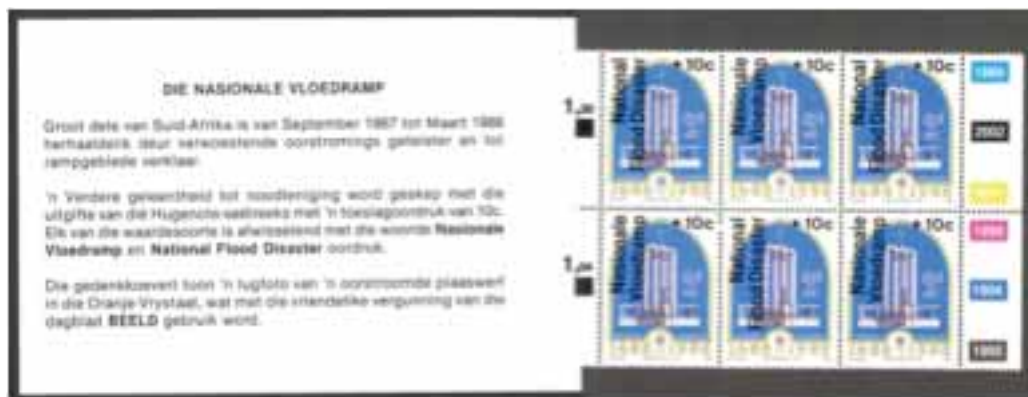 DIE NASIONALE VLOEDRAMP
Groot dele van Suid-Afrika is van September 1987 tot Maart 1988
herhaaldelik deur verwoestende oorstromings geteister en tot
rampgebiede verklaar.
'n Verdere geleentheid tot noodleniging word geskep met die
uitgifte van die Hugenote-seëlreeks met 'n toeslagoordruk van 10c.
Elk van die waardesoorte is afwisselend met die woorde Nasionale
Vloedramp en National Flood Disaster oordruk.
Die gedenkkoevert toon 'n lugfoto van 'n oorstroomde plaaswerf
in die Oranje-Vrystaat, wat met die vriendelike vergunning van die
dagblad BEELD gebruik word.
National
Flood Disaster
+10c
Nasionale
Vloedramp
+10c
National
Flood Disaster
+10c
2002
Nasionale
Vloedramp
+10c
National
Flood Disaster
+10c
Nasionale
Vloedramp
+10c